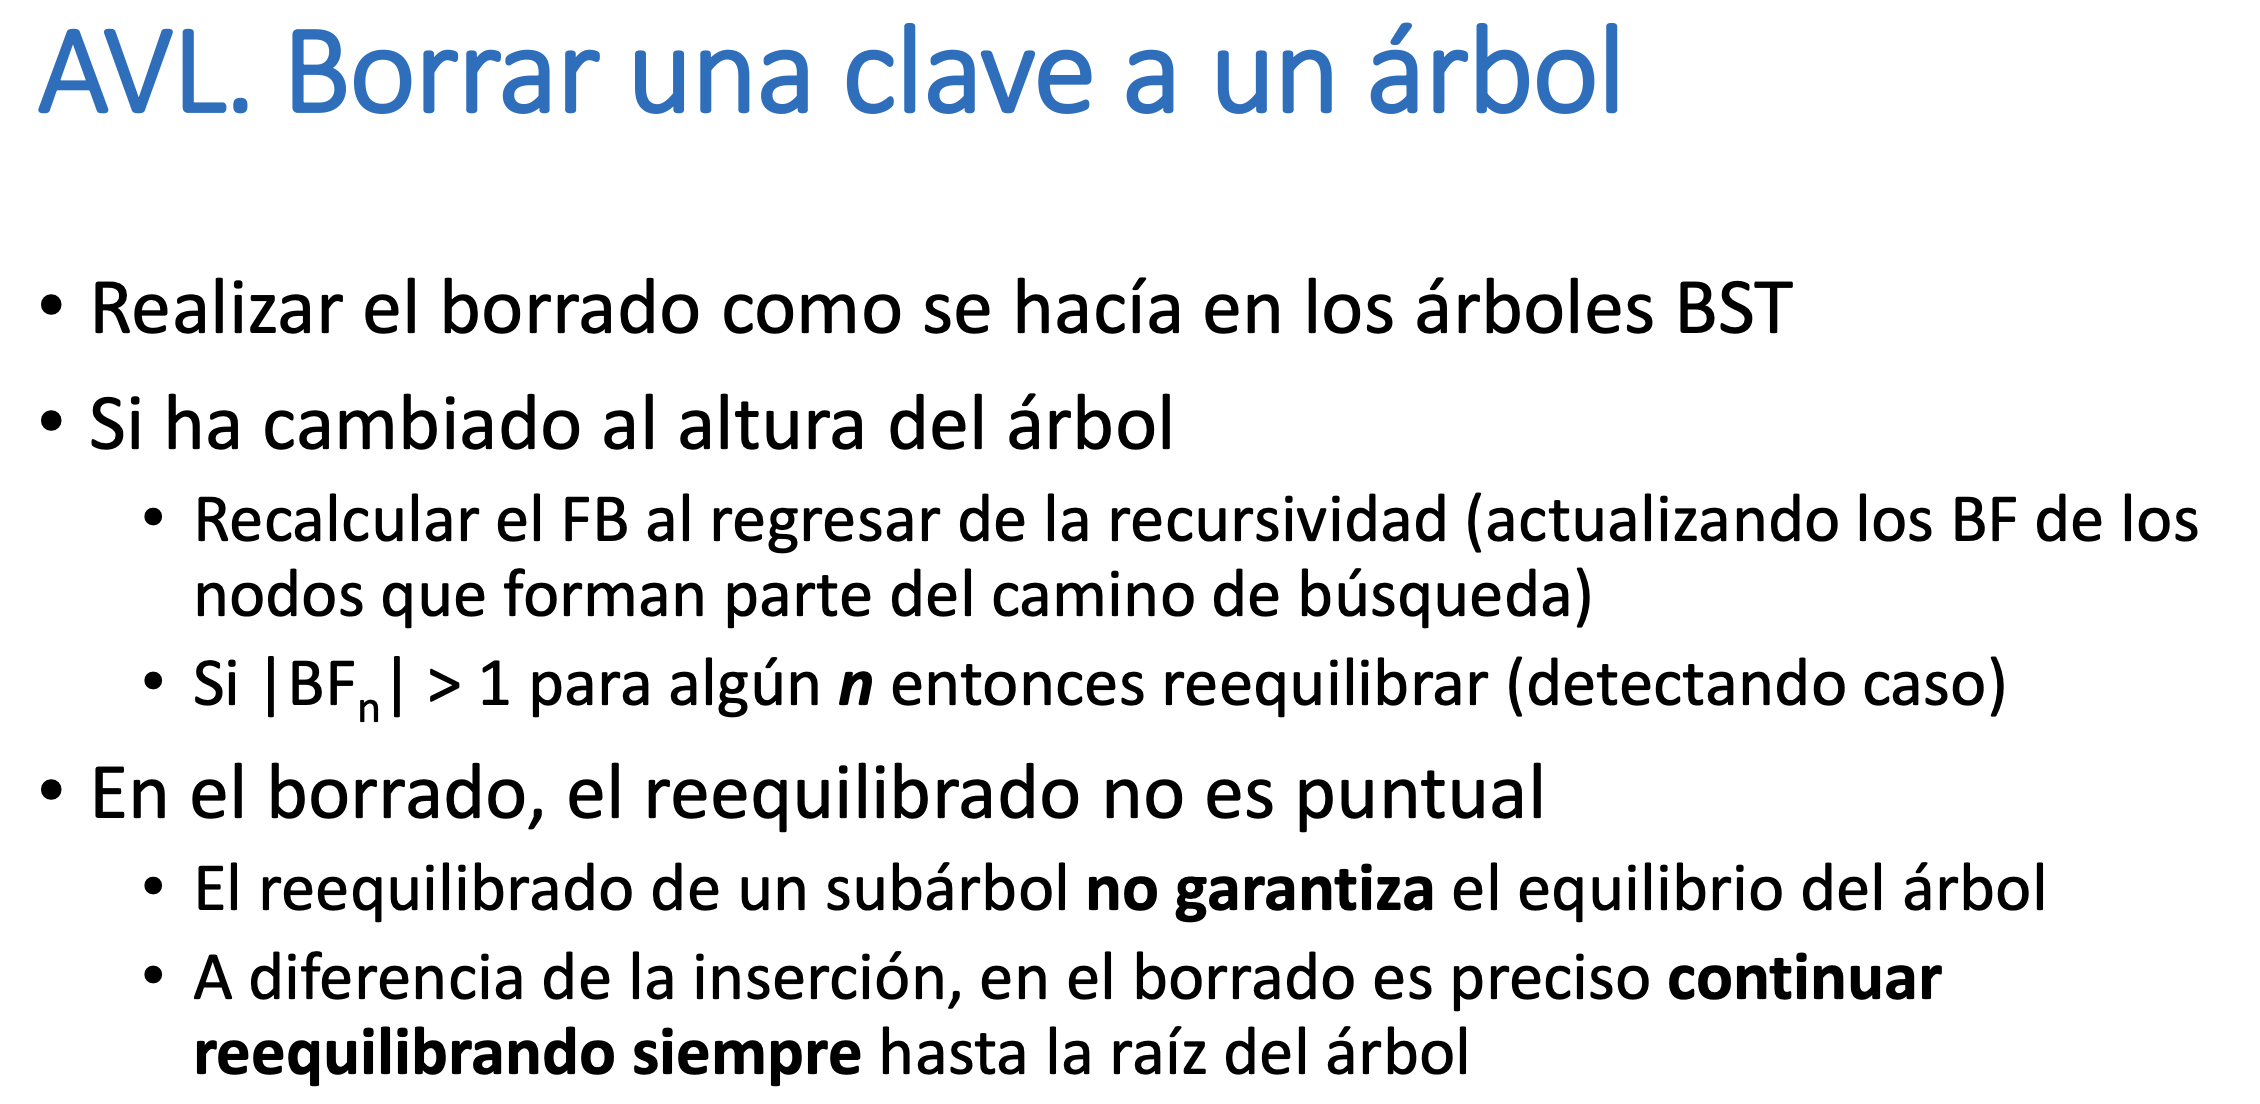 AVL. Borrar una clave a un árbol
• Realizar el borrado como se hacía en los árboles BST
• Si ha cambiado al altura del árbol
• Recalcular el FB al regresar de la recursividad (actualizando los BF de los
nodos que forman parte del camino de búsqueda)
• Si |BFn| > 1 para algún n entonces reequilibrar (detectando caso)
• En el borrado, el reequilibrado no es puntual
• El reequilibrado de un subárbol no garantiza el equilibrio del árbol
• A diferencia de la inserción, en el borrado es preciso continuar
reequilibrando siempre hasta la raíz del árbol